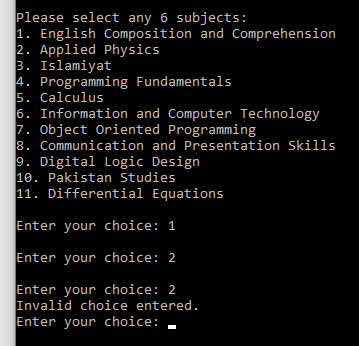 Please select any 6 subjects:
1. English Composition and Comprehension
2. Applied Physics
3. Islamiyat
4. Programming Fundamentals
5. Calculus
6. Information and Computer Technology
7. Object Oriented Programming
8. Communication and Presentation Skills
9. Digital Logic Design
10. Pakistan Studies
11. Differential Equations
Enter your choice: 1
Enter your choice: 2
Enter your choice: 2
Invalid choice entered.
Enter your choice: